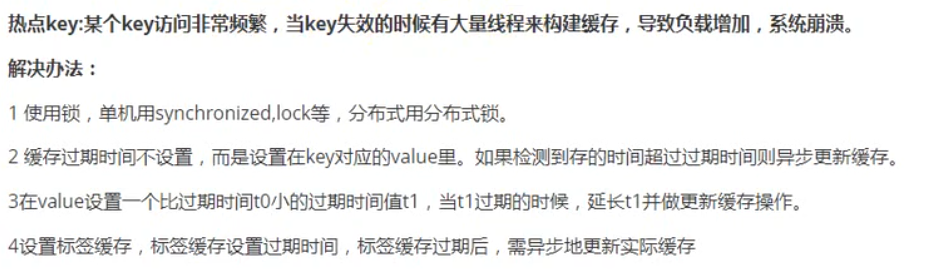 热点key:某个key访问非常频繁，当key失效的时候有大量线程来构建缓存，导致负载增加，系统崩溃。
解决办法：
1 使用锁，单机用synchronized,lock等，分布式用分布式锁。
2 缓存过期时间不设置，而是设置在key对应的value里。如果检测到存的时间超过过期时间则异步更新缓存。
3在value设置一个比过期时间t0小的过期时间值t1，当t1过期的时候，延长t1并做更新缓存操作。
4设置标签缓存，标签缓存设置过期时间，标签缓存过期后，需异步地更新实际缓存